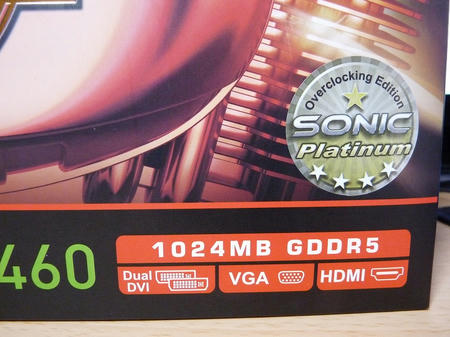 Overclocking Edition
SONIC
Platinum
460
1024MB GDDR5
Dual DVI
VGA
HDMI